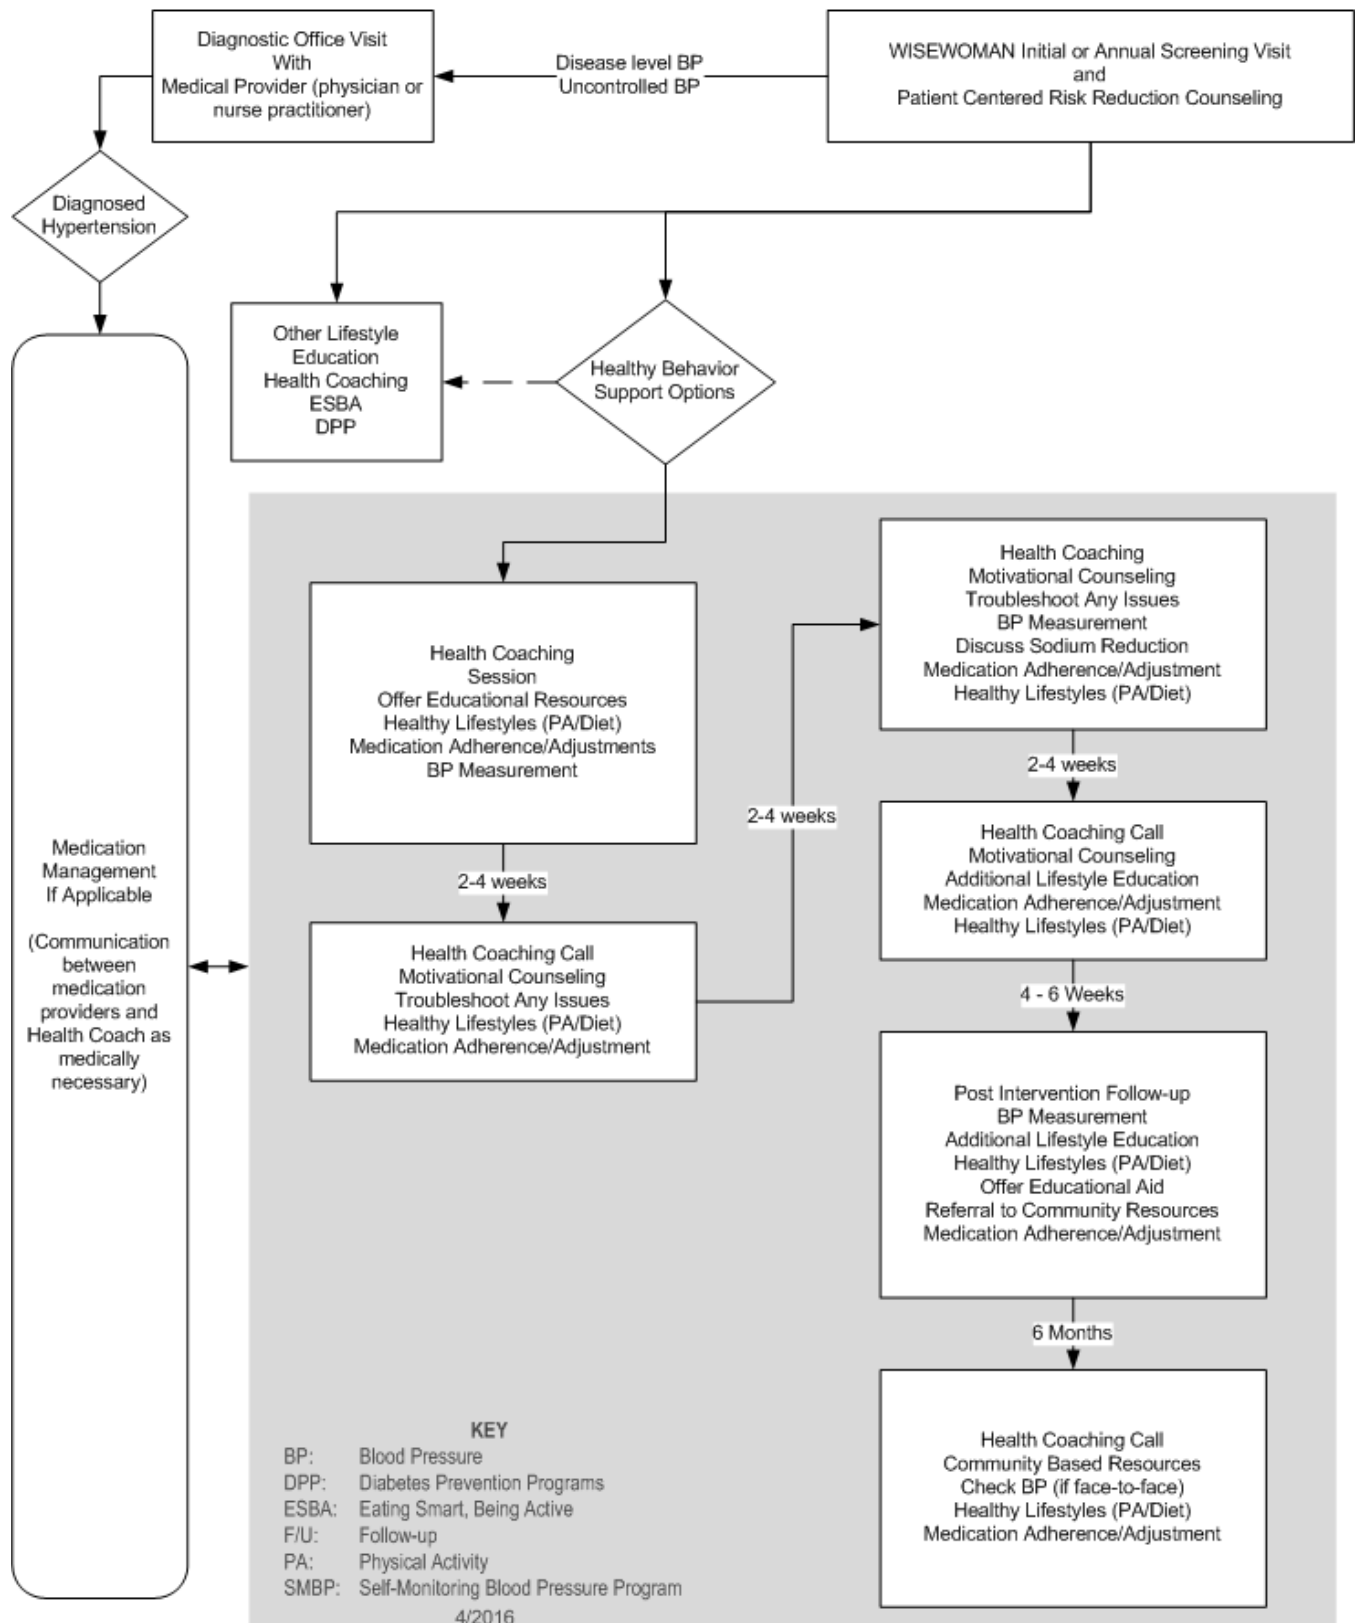 Diagnostic Office Visit
With
Medical Provider (physician or
nurse practitioner)
Disease level BP
Uncontrolled BP
WISEWOMAN Initial or Annual Screening Visit
and
Patient Centered Risk Reduction Counseling
Diagnosed
Hypertension
Other Lifestyle
Education
Health Coaching
ESBA
DPP
Healthy Behavior
Support Options
Medication
Management
If Applicable
(Communication
between
medication
providers and
Health Coach as
medically
necessary)
Health Coaching
Session
Offer Educational Resources
Healthy Lifestyles (PA/Diet)
Medication Adherence/Adjustments
BP Measurement
2-4 weeks
Health Coaching Call
Motivational Counseling
Troubleshoot Any Issues
Healthy Lifestyles (PA/Diet)
Medication Adherence/Adjustment
2-4 weeks
Health Coaching
Motivational Counseling
Troubleshoot Any Issues
BP Measurement
Discuss Sodium Reduction
Medication Adherence/Adjustment
Healthy Lifestyles (PA/Diet)
2-4 weeks
Health Coaching Call
Motivational Counseling
Additional Lifestyle Education
Medication Adherence/Adjustment
Healthy Lifestyles (PA/Diet)
4 - 6 Weeks
Post Intervention Follow-up
BP Measurement
Additional Lifestyle Education
Healthy Lifestyles (PA/Diet)
Offer Educational Aid
Referral to Community Resources
Medication Adherence/Adjustment
6 Months
Health Coaching Call
Community Based Resources
Check BP (if face-to-face)
Healthy Lifestyles (PA/Diet)
Medication Adherence/Adjustment
KEY
BP: Blood Pressure
DPP: Diabetes Prevention Programs
ESBA: Eating Smart, Being Active
F/U: Follow-up
PA: Physical Activity
SMBP: Self-Monitoring Blood Pressure Program
4/2016